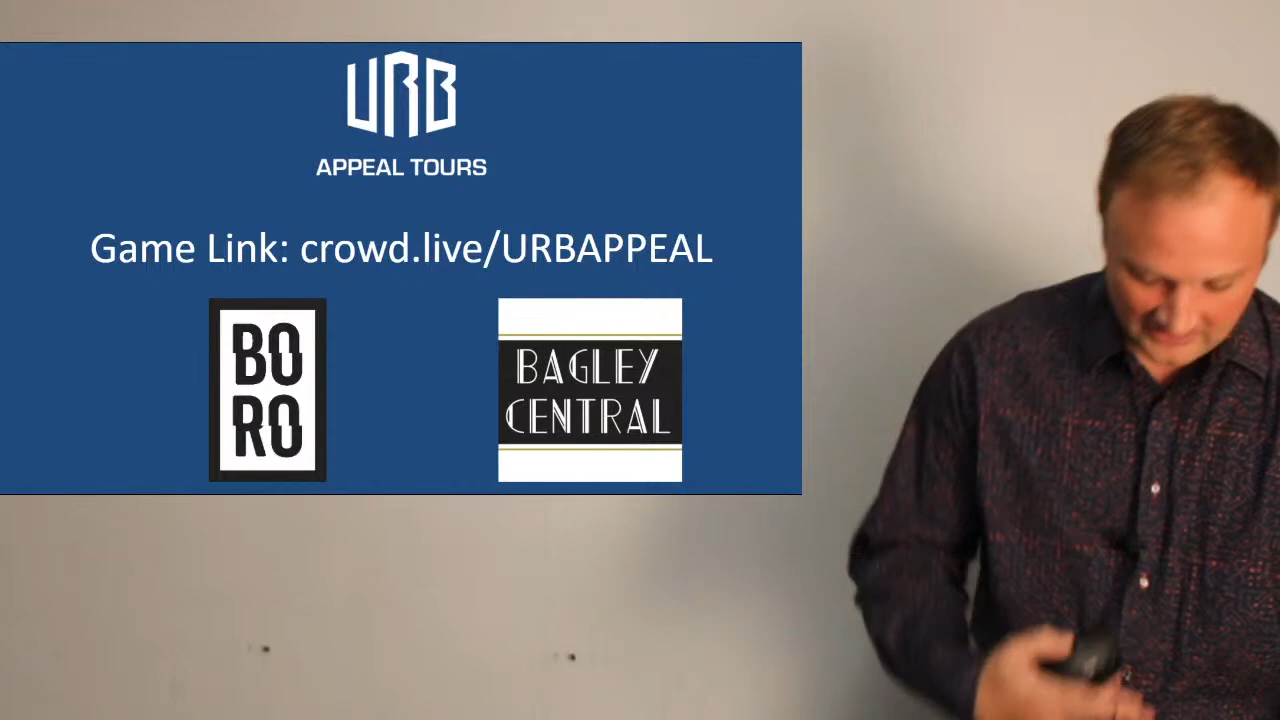 URB
APPEAL TOURS
Game Link: crowd.live/URBAPPEAL
BO
RO
BAGLEY
CENTRAL